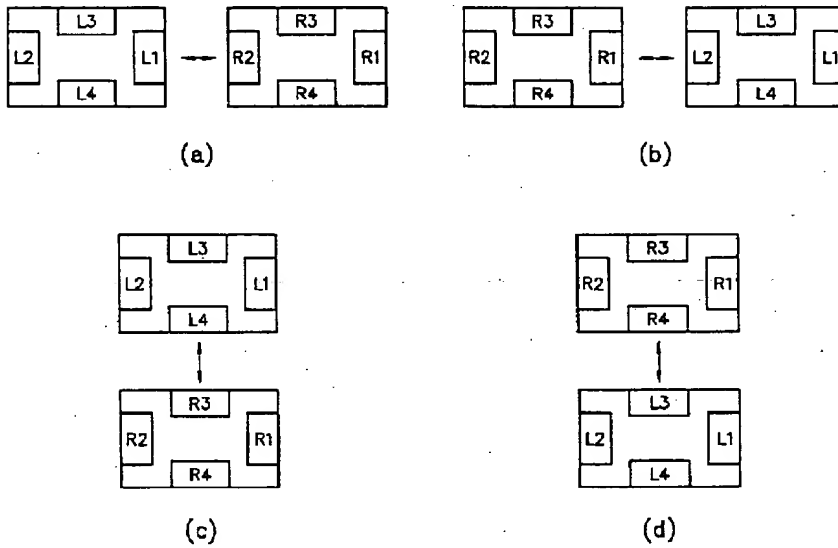 L3 R3 R3 L3
L2 L1 R2 R1 R2 R1 L2 L1
L4 R4 R4 L4
(a) (b)
L3 R3
L2 L1 R2 R1
L4 R4
R3 L3
R2 R1 L2 L1
R4 L4
(c) (d)